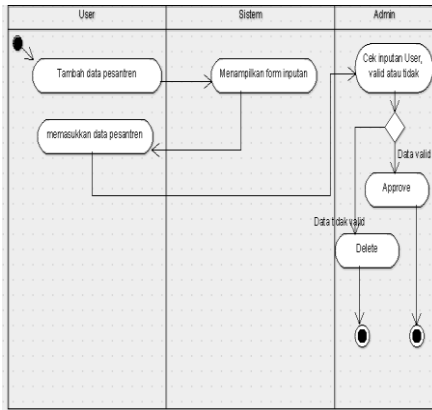 User
Sistem
Admin
Tambah data pesantren
Menampilkan form inputan
Cek inputan User,
valid atau tidak
memasukkan data pesantren
Data valid
Approve
Data tidak valid
Delete